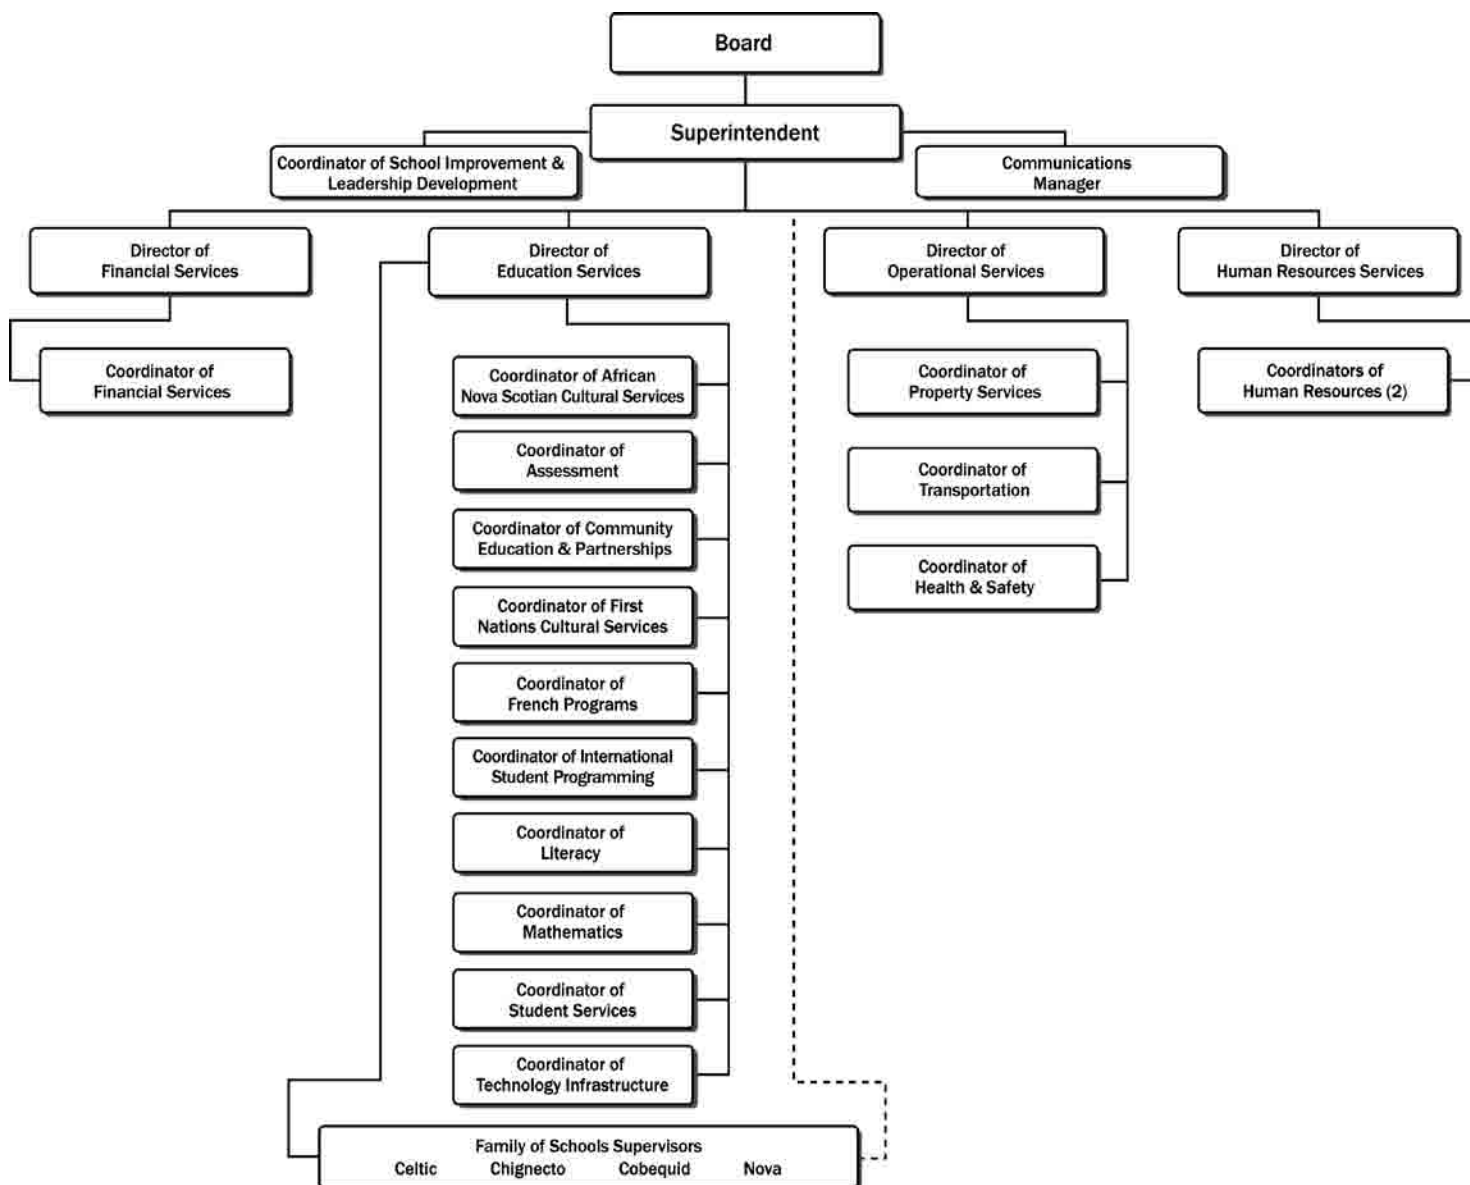 Board
Superintendent
Coordinator of School Improvement &
Leadership Development
Communications
Manager
Director of
Financial Services
Director of
Education Services
Director of
Operational Services
Director of
Human Resources Services
Coordinator of
Financial Services
Coordinator of African
Nova Scotian Cultural Services
Coordinator of
Assessment
Coordinator of Community
Education & Partnerships
Coordinator of First
Nations Cultural Services
Coordinator of
French Programs
Coordinator of International
Student Programming
Coordinator of
Literacy
Coordinator of
Mathematics
Coordinator of
Student Services
Coordinator of
Technology Infrastructure
Coordinator of
Property Services
Coordinator of
Transportation
Coordinator of
Health & Safety
Coordinators of
Human Resources (2)
Family of Schools Supervisors
Celtic Chignecto Cobequid Nova